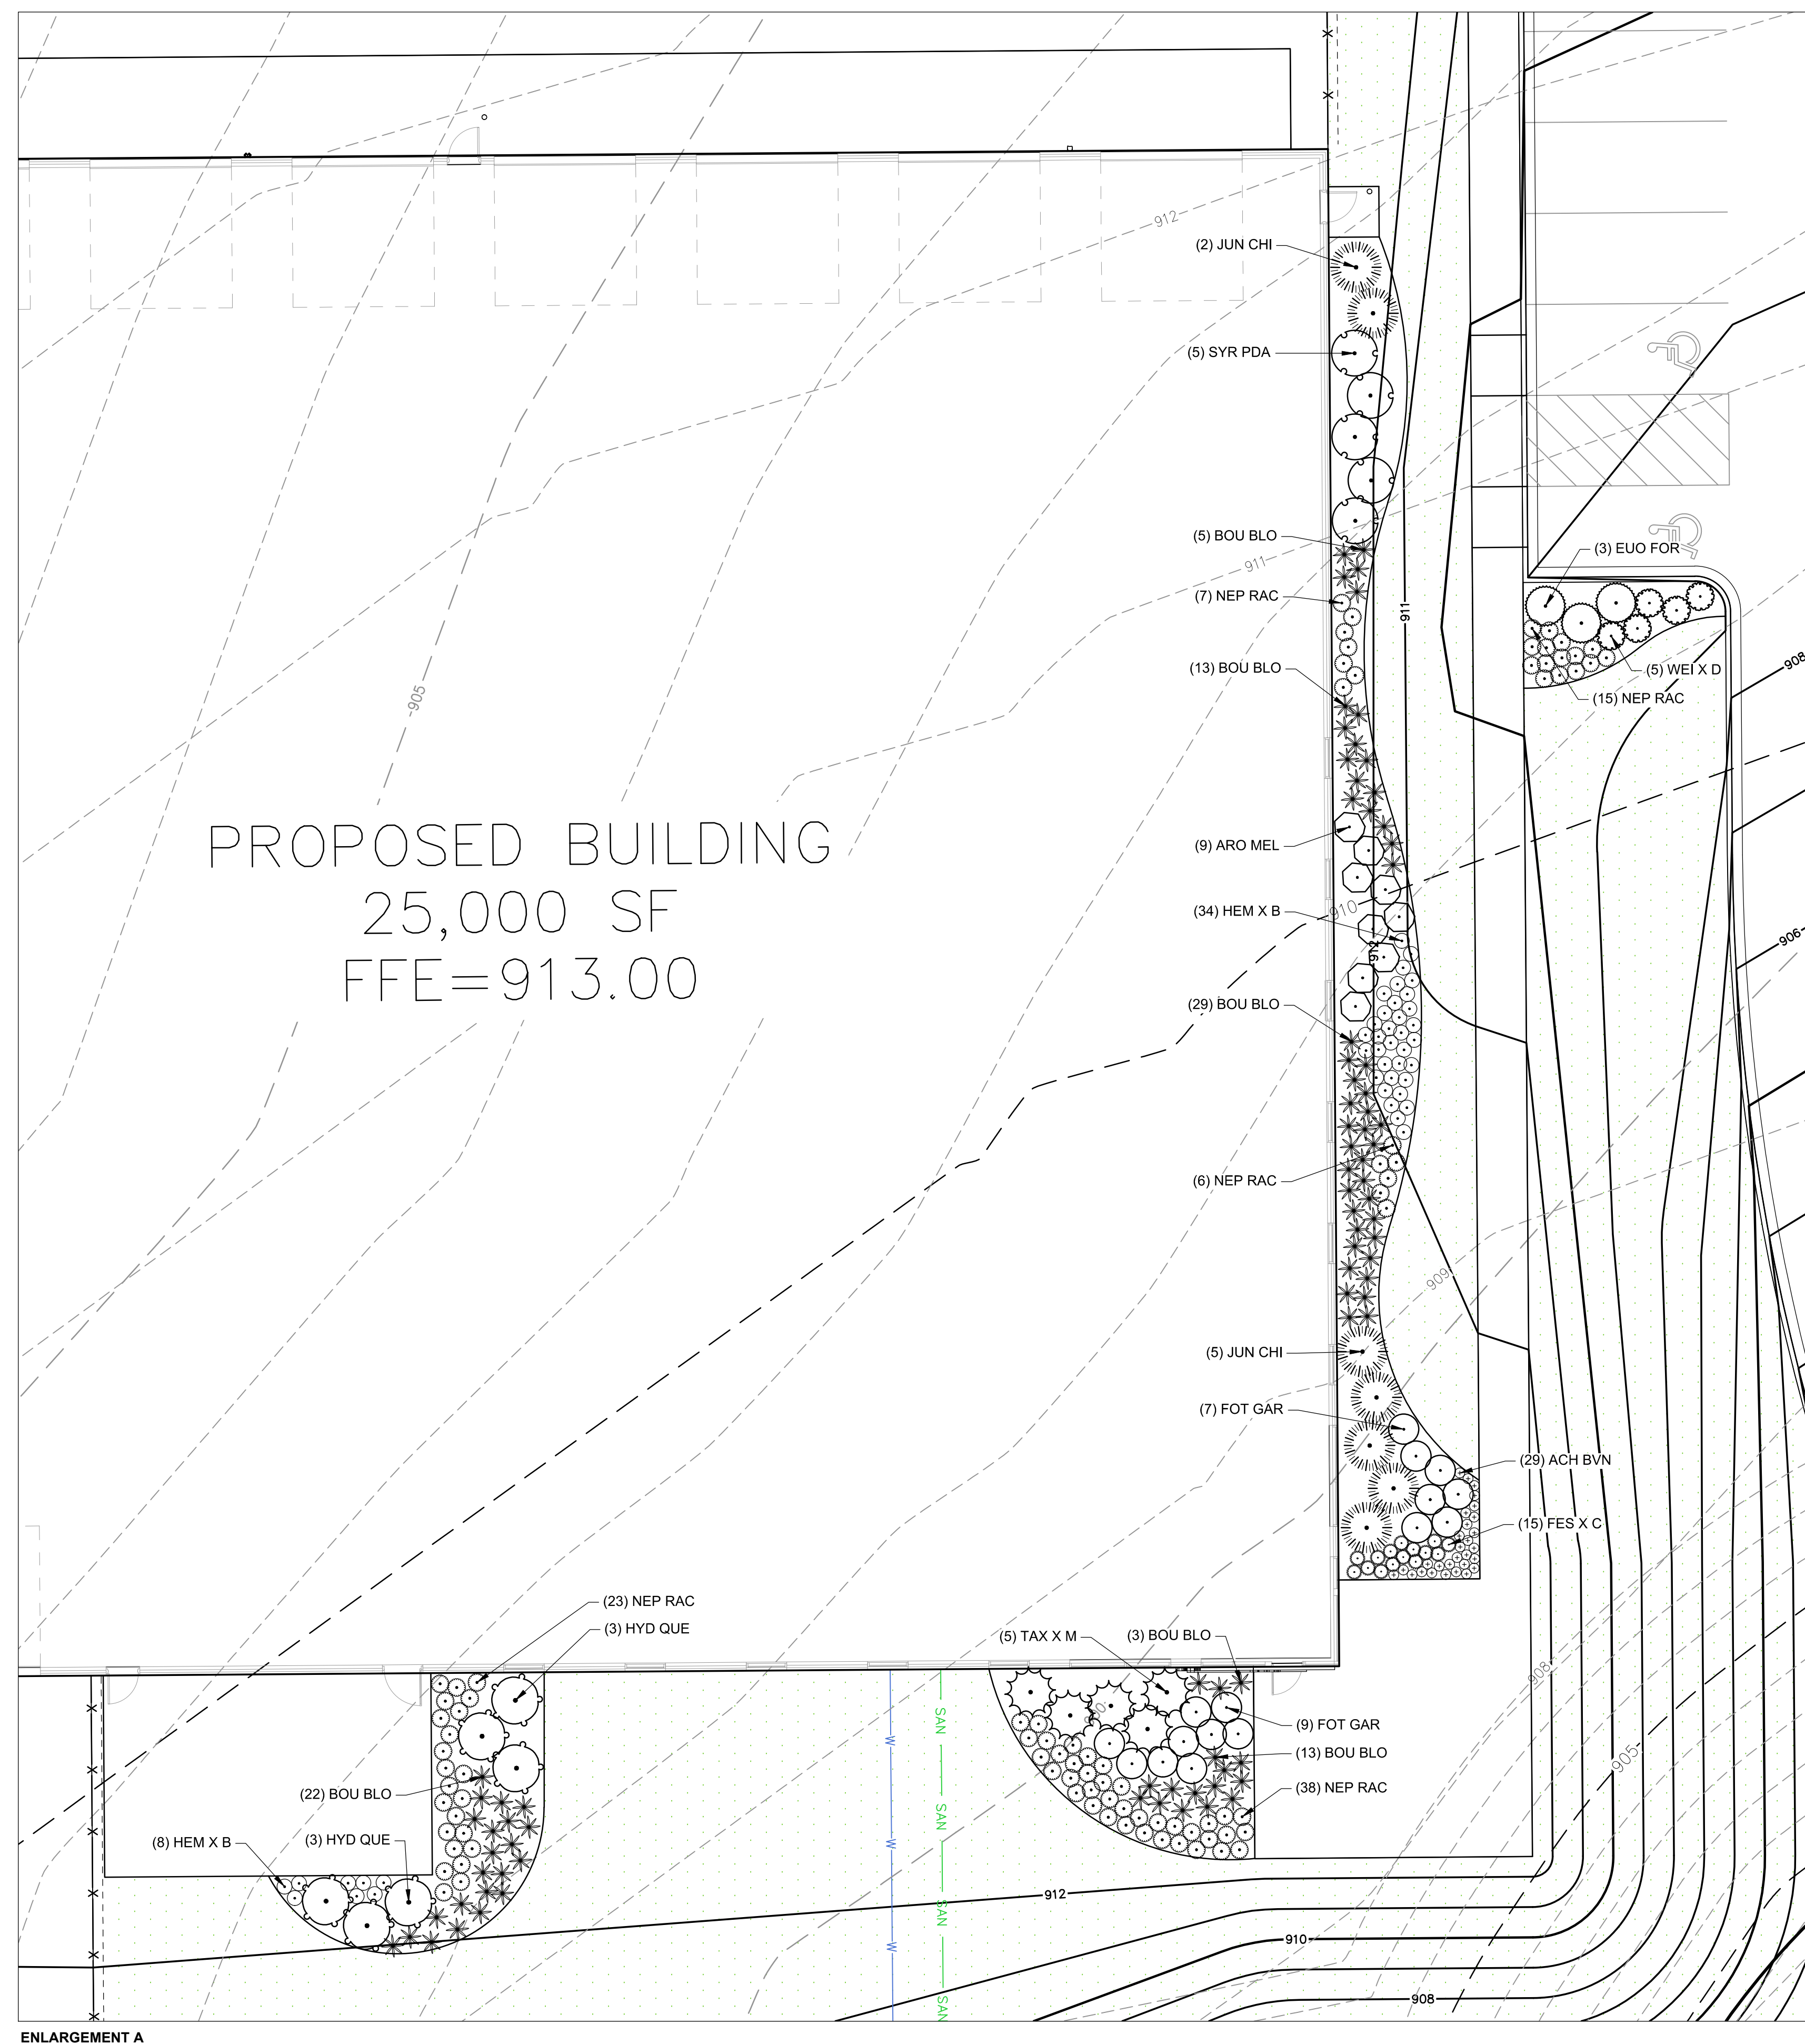 912
(2) JUN CHI
(5) SYR PDA
(5) BOU BLO
(3) EUO FOR
911
(7) NEP RAC
911
(13) BOU BLO
908
(5) WEI X D
905
(15) NEP RAC
PROPOSED BUILDING
25,000 SF
FFE=913.00
(9) ARO MEL
(34) HEM X B
910
906
912
(29) BOU BLO
(6) NEP RAC
909
(5) JUN CHI
(7) FOT GAR
(29) ACH BVN
(15) FES X C
(23) NEP RAC
(3) HYD QUE
(5) TAX X M
(3) BOU BLO
908
SAN
(9) FOT GAR
W
(13) BOU BLO
905
(22) BOU BLO
(38) NEP RAC
SAN
(8) HEM X B
(3) HYD QUE
W
912
SAN
910
W
908
SAN
ENLARGEMENT A